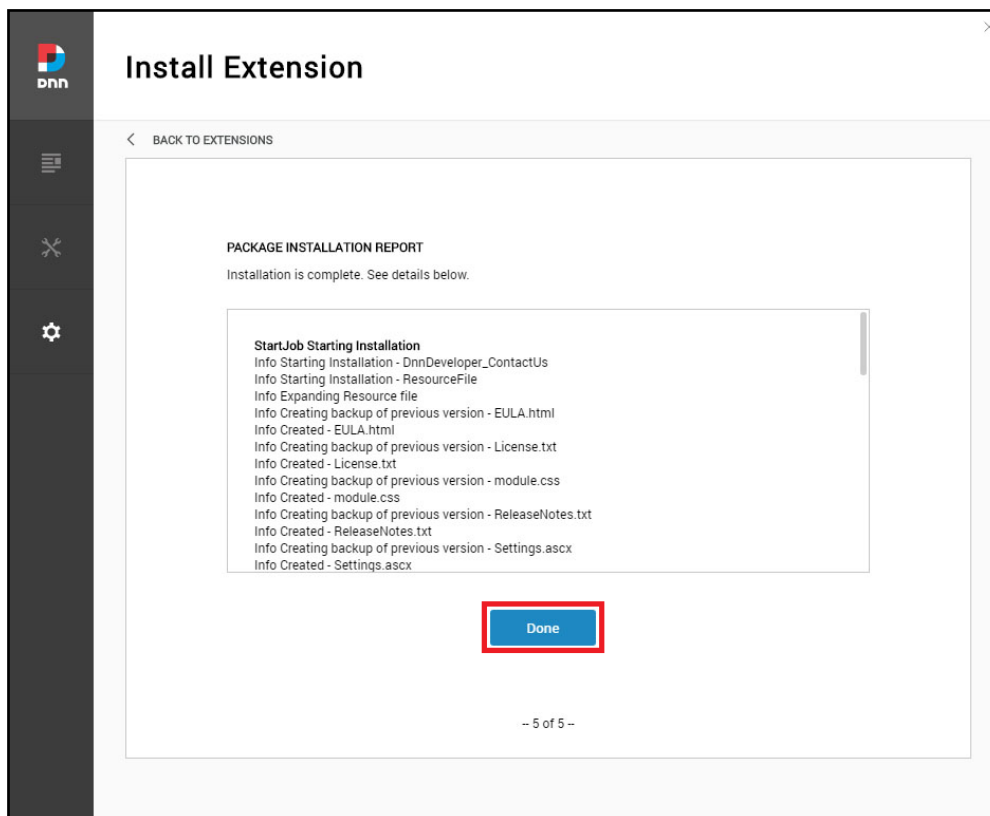 DNN
Install Extension
BACK TO EXTENSIONS
PACKAGE INSTALLATION REPORT
Installation is complete. See details below.
StartJob Starting Installation
Info Starting Installation - DnnDeveloper_ContactUs
Info Starting Installation - ResourceFile
Info Expanding Resource file
Info Creating backup of previous version - EULA.html
Info Created - EULA.html
Info Creating backup of previous version - License.txt
Info Created - License.txt
Info Creating backup of previous version - module.css
Info Created - module.css
Info Creating backup of previous version - ReleaseNotes.txt
Info Created - ReleaseNotes.txt
Info Creating backup of previous version - Settings.ascx
Info Created - Settings.ascx
Done
-- 5 of 5 --